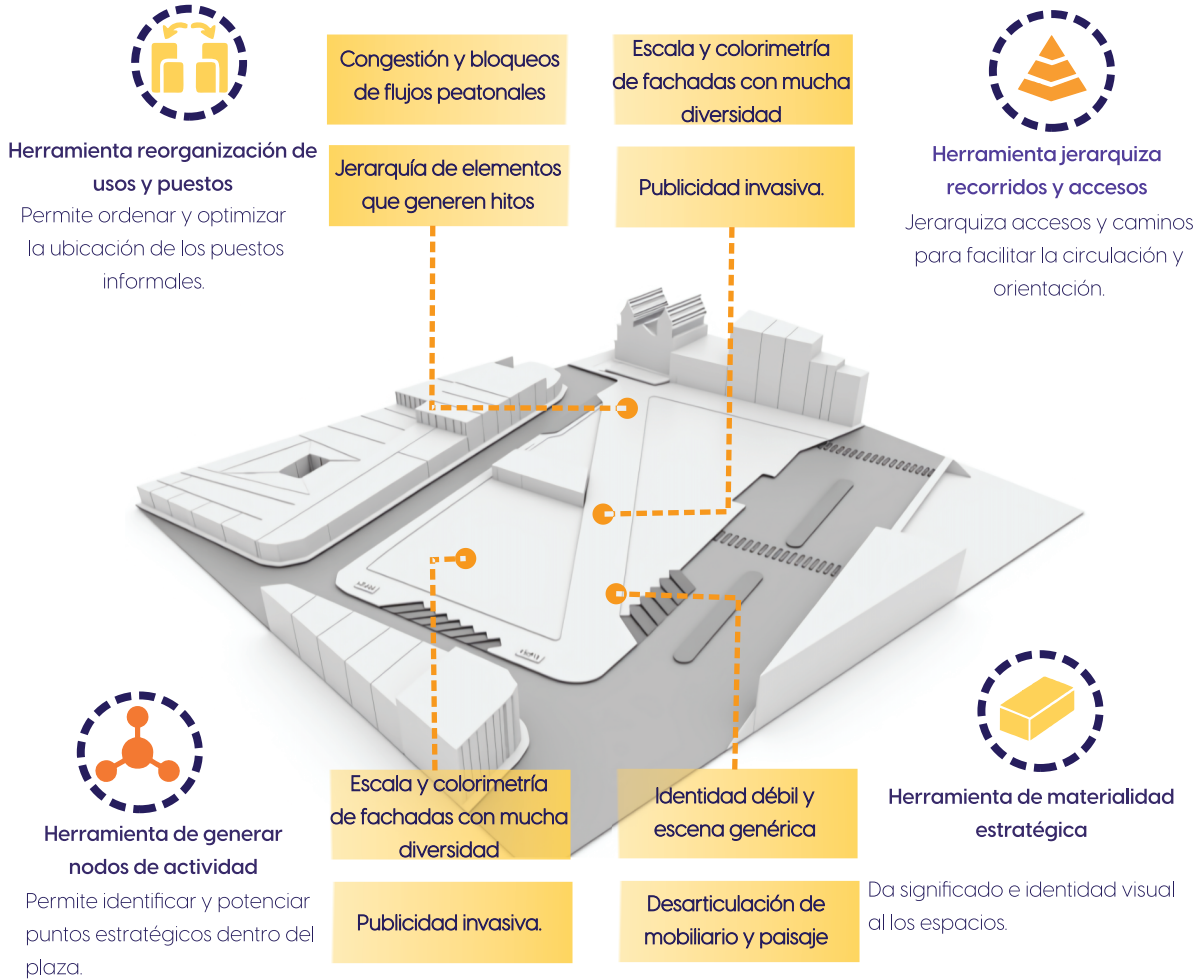 Congestión y bloqueos
de flujos peatonales
Escala y colorimetría
de fachadas con mucha
diversidad
Herramienta reorganización de
usos y puestos
Permite ordenar y optimizar
la ubicación de los puestos
informales.
Jerarquía de elementos
que generen hitos
Publicidad invasiva.
Herramienta jerarquiza
recorridos y accesos
Jerarquiza accesos y caminos
para facilitar la circulación y
orientación.
Herramienta de generar
nodos de actividad
Permite identificar y potenciar
puntos estratégicos dentro del
plaza.
Escala y colorimetría
de fachadas con mucha
diversidad
Publicidad invasiva.
Identidad débil y
escena genérica
Desarticulación de
mobiliario y paisaje
Herramienta de materialidad
estratégica
Da significado e identidad visual
al los espacios.